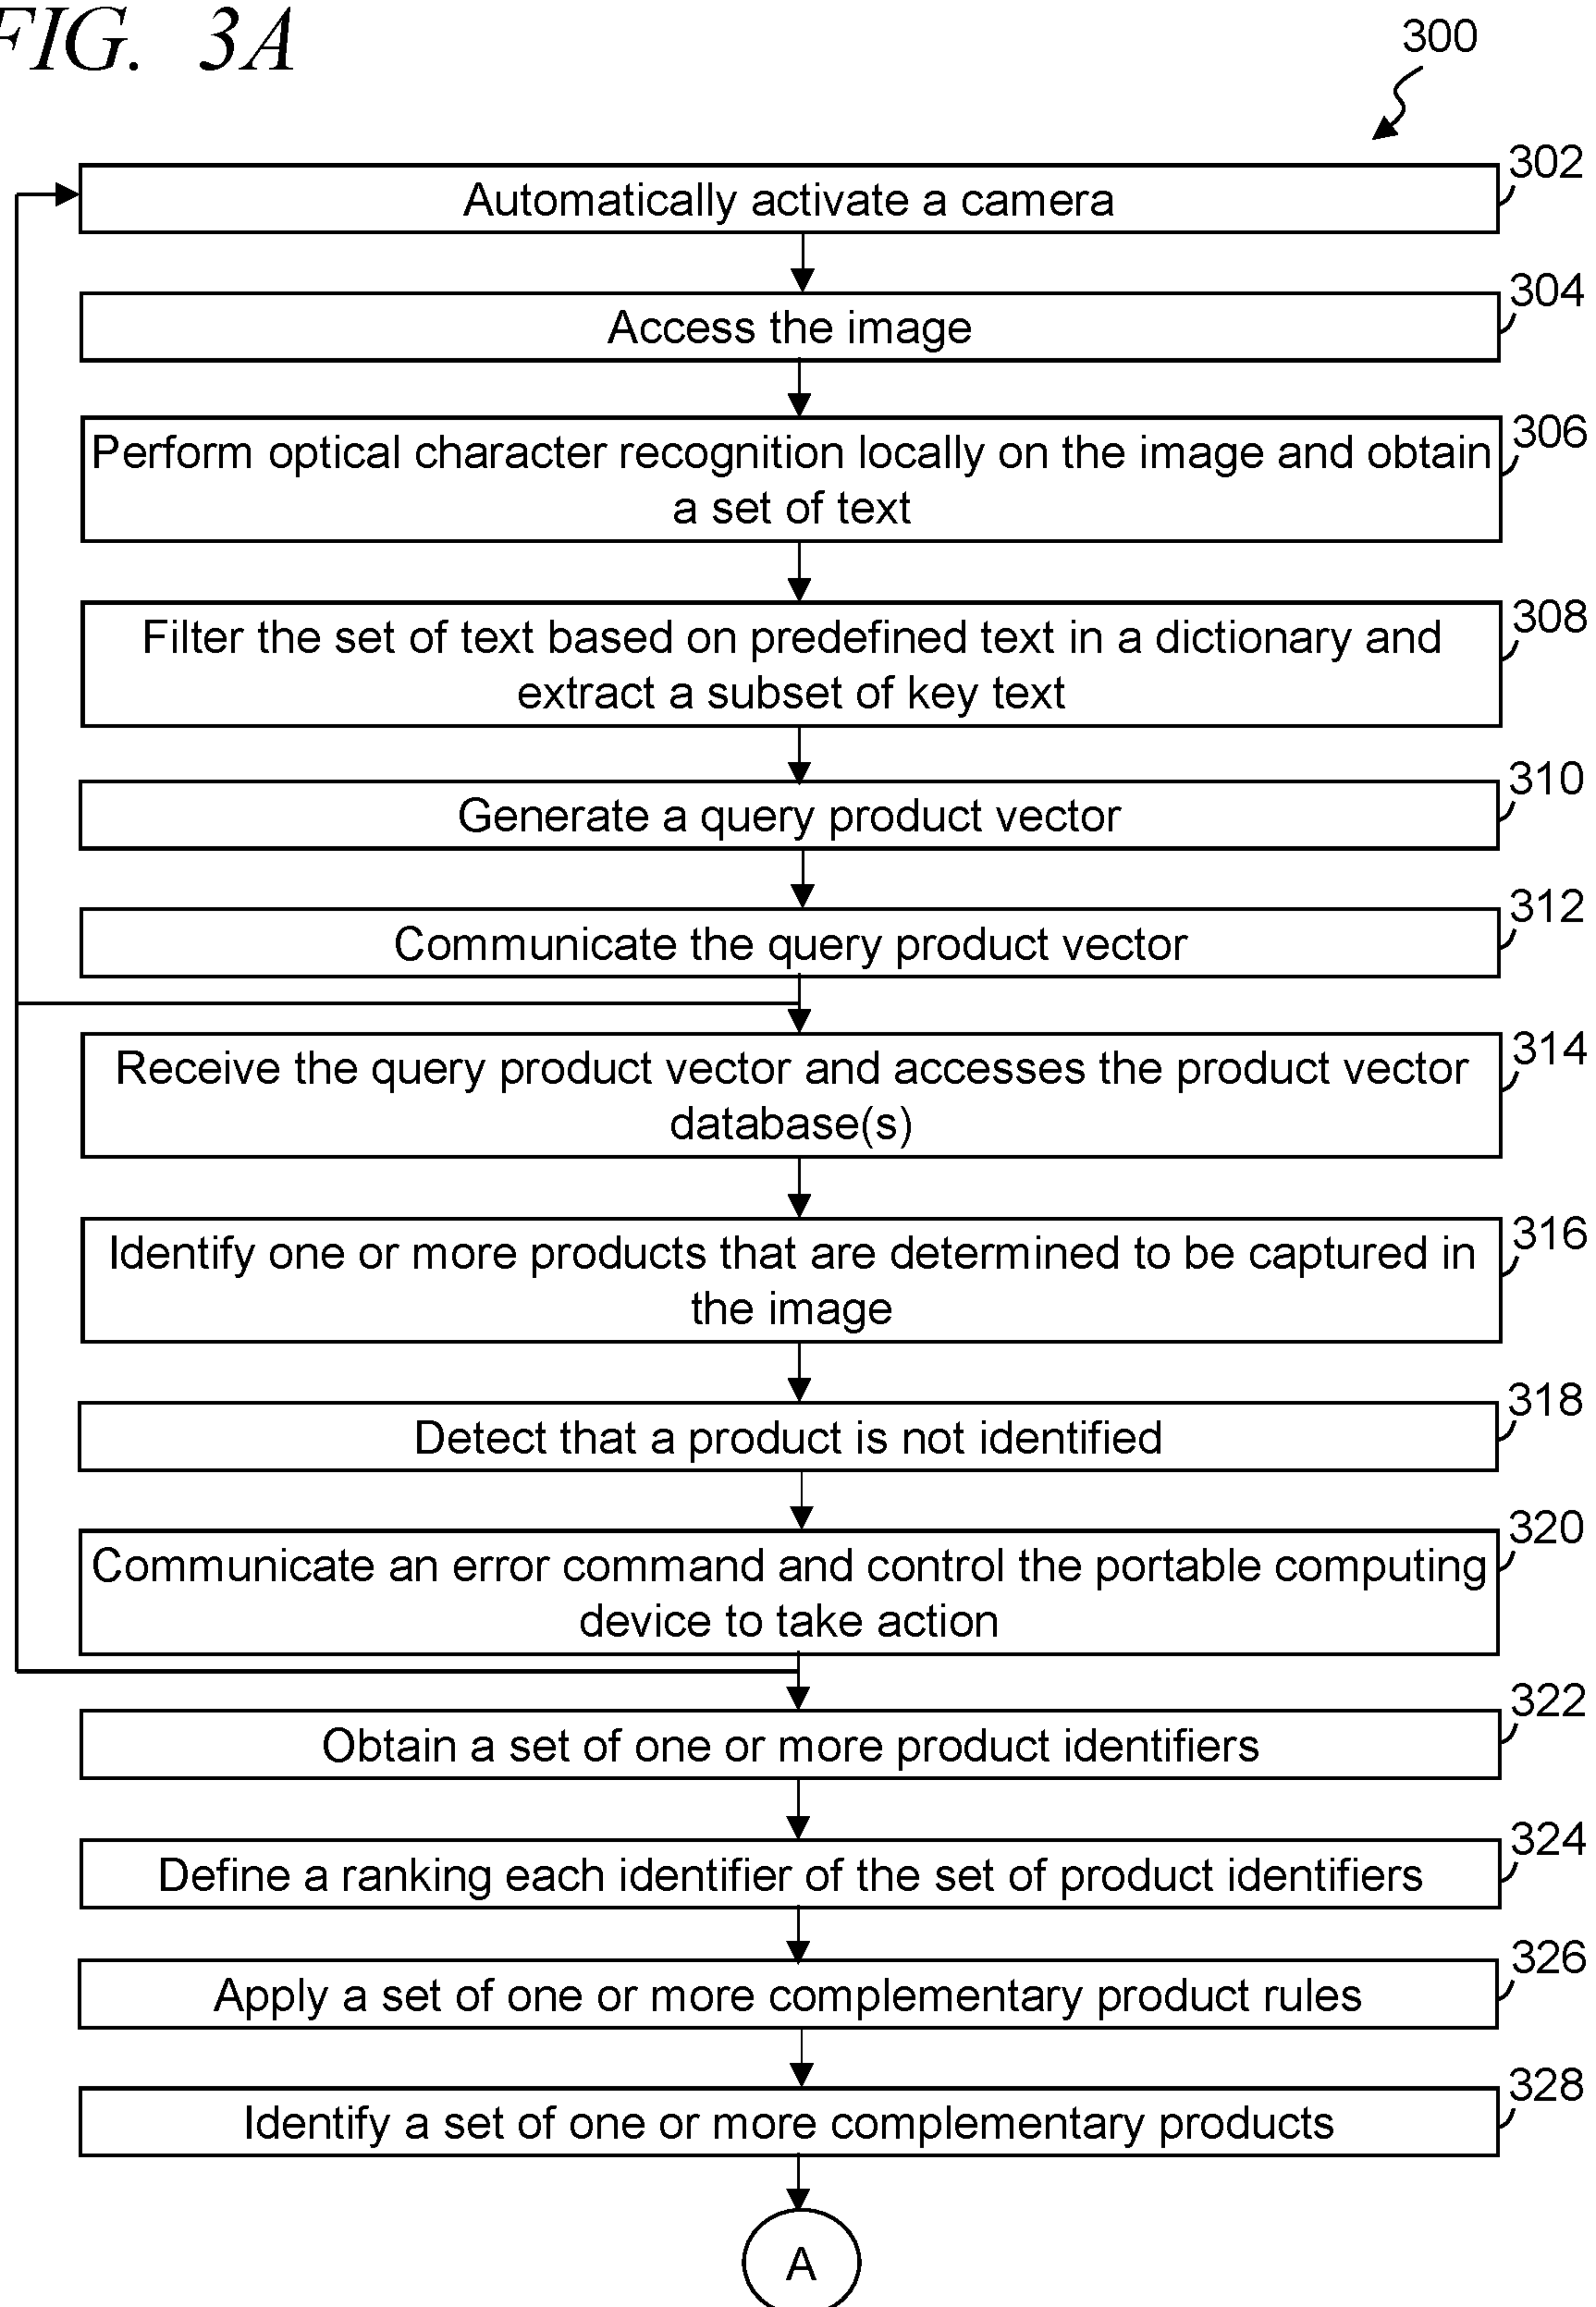 FIG. 3A
300
302
Automatically activate a camera
304
Access the image
306
Perform optical character recognition locally on the image and obtain
a set of text
308
Filter the set of text based on predefined text in a dictionary and
extract a subset of key text
310
Generate a query product vector
312
Communicate the query product vector
314
Receive the query product vector and accesses the product vector
database(s)
316
Identify one or more products that are determined to be captured in
the image
318
Detect that a product is not identified
320
Communicate an error command and control the portable computing
device to take action
322
Obtain a set of one or more product identifiers
324
Define a ranking each identifier of the set of product identifiers
326
Apply a set of one or more complementary product rules
328
Identify a set of one or more complementary products
A